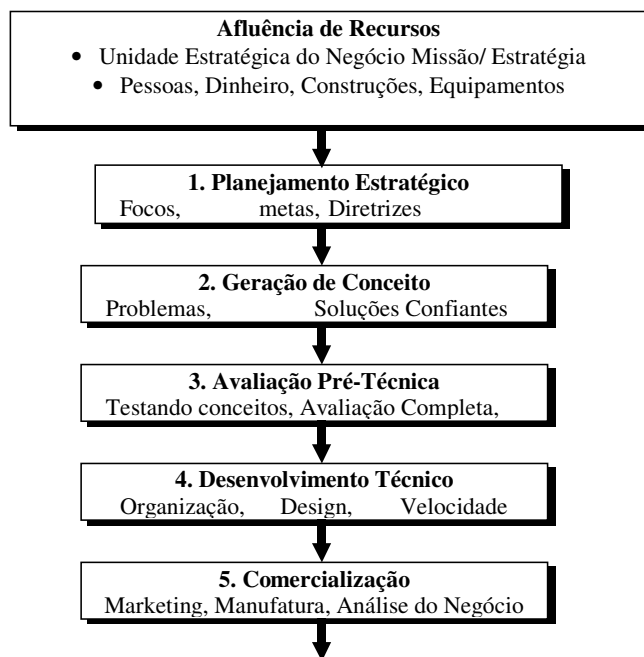 Afluência de Recursos
• Unidade Estratégica do Negócio Missão/ Estratégia
• Pessoas, Dinheiro, Construções, Equipamentos
1. Planejamento Estratégico
Focos, metas, Diretrizes
2. Geração de Conceito
Problemas, Soluções Confiantes
3. Avaliação Pré-Técnica
Testando conceitos, Avaliação Completa,
4. Desenvolvimento Técnico
Organização, Design, Velocidade
5. Comercialização
Marketing, Manufatura, Análise do Negócio